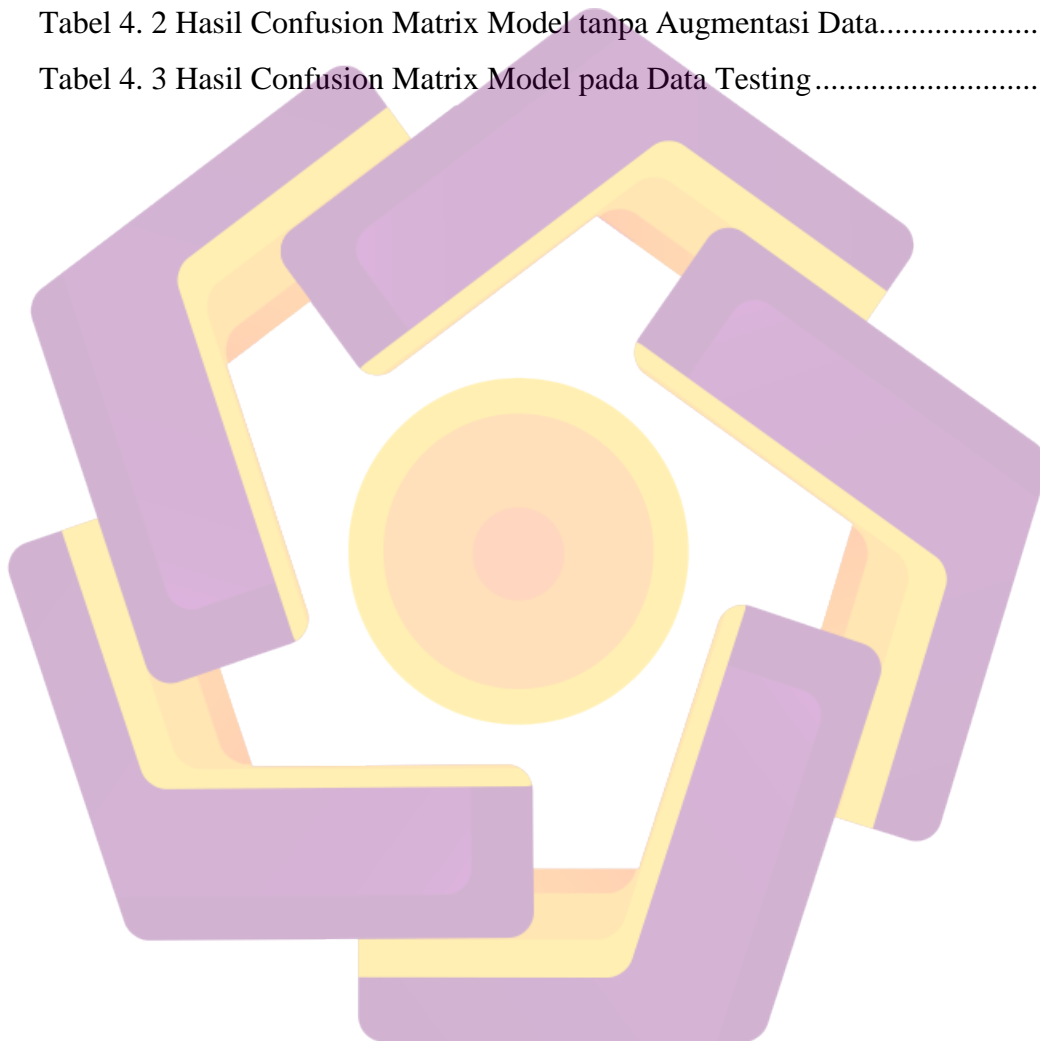 Tabel 4. 2 Hasil Confusion Matrix Model tanpa Augmentasi Data..................
Tabel 4. 3 Hasil Confusion Matrix Model pada Data Testing.........................